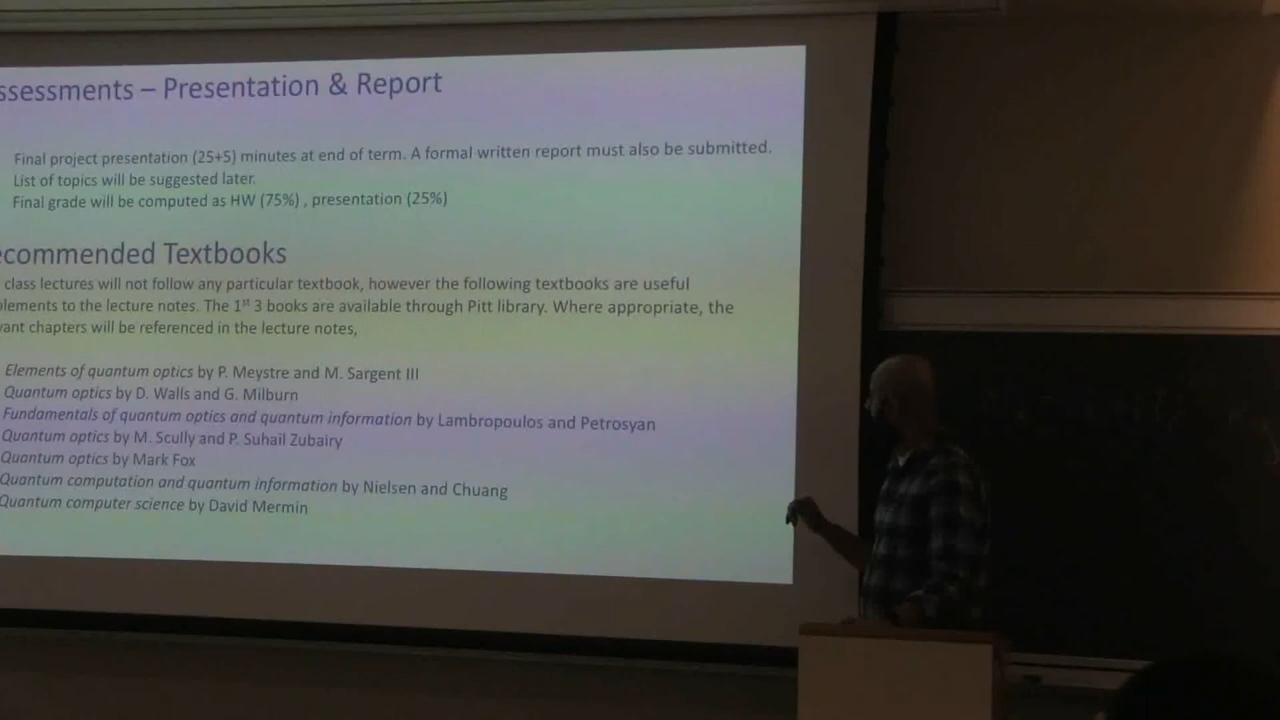 ssessments – Presentation & Report
Final project presentation (25+5) minutes at end of term. A formal written report must also be submitted.
List of topics will be suggested later.
Final grade will be computed as HW (75%) , presentation (25%)
ecommended Textbooks
class lectures will not follow any particular textbook, however the following textbooks are useful
plements to the lecture notes. The 1st 3 books are available through Pitt library. Where appropriate, the
vant chapters will be referenced in the lecture notes,
Elements of quantum optics by P. Meystre and M. Sargent III
Quantum optics by D. Walls and G. Milburn
Fundamentals of quantum optics and quantum information by Lambropoulos and Petrosyan
Quantum optics by M. Scully and P. Suhail Zubairy
Quantum optics by Mark Fox
Quantum computation and quantum information by Nielsen and Chuang
Quantum computer science by David Mermin